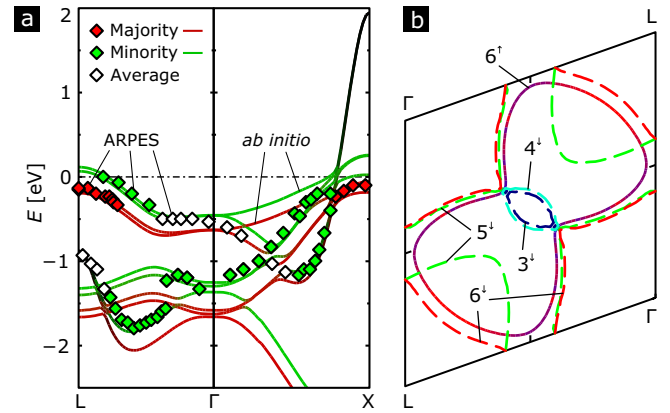 a
Majority
Minority
Average
ARPES
ab initio
E [eV]
2
1
0
−1
−2
L
Γ
X
b
L
Γ
6↑
4↓
5↓
3↓
6↓
Γ
L